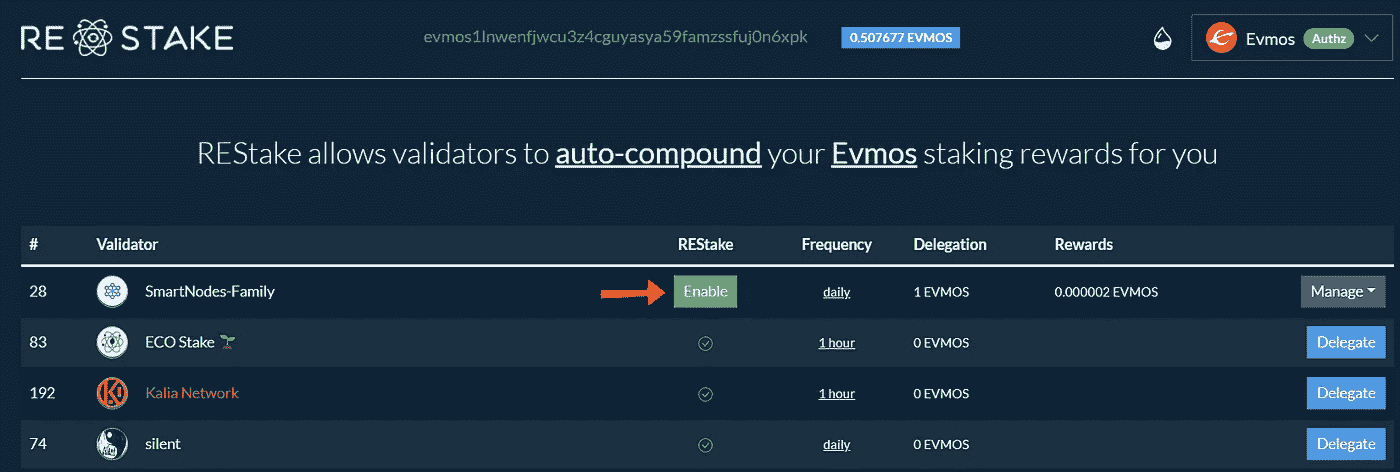 RE STAKE evmos1lnwenfjwcu3z4cguyasya59famzssfuj0n6xpk 0.507677 EVMOS Evmos Authz
REStake allows validators to auto-compound your Evmos staking rewards for you
# Validator REStake Frequency Delegation Rewards
28 SmartNodes-Family Enable daily 1 EVMOS 0.000002 EVMOS Manage
83 ECO Stake 1 hour 0 EVMOS Delegate
192 Kalia Network 1 hour 0 EVMOS Delegate
74 silent daily 0 EVMOS Delegate